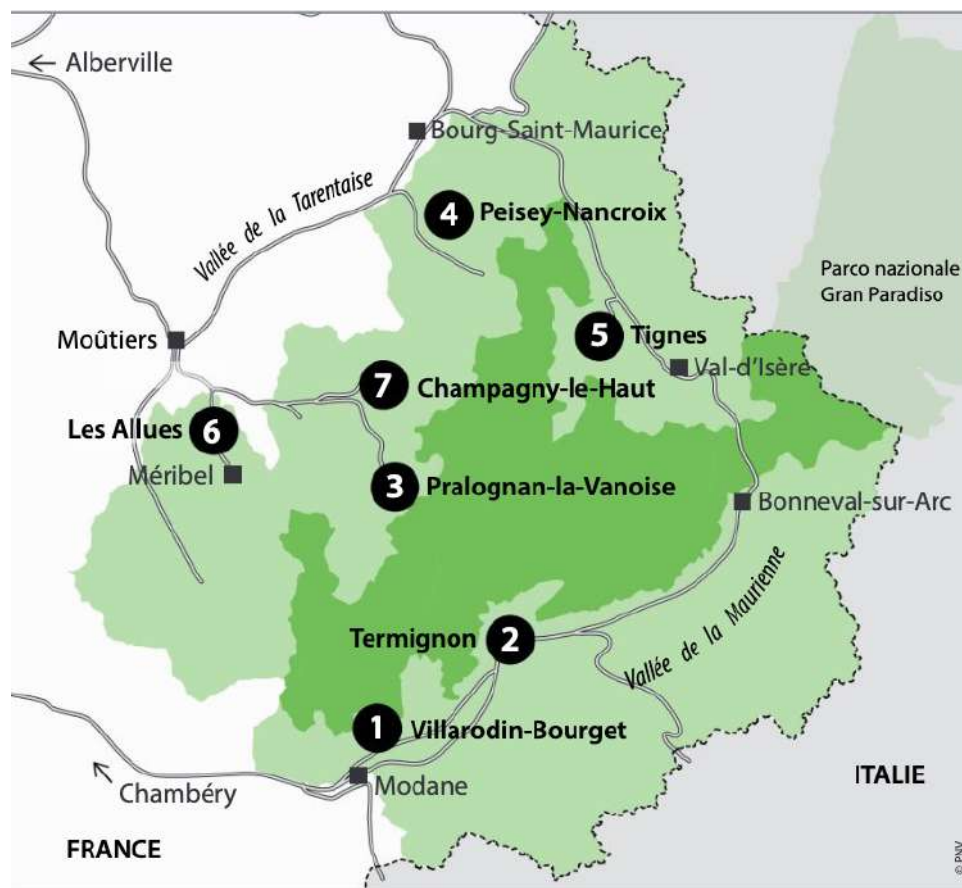 ← Alberville
Bourg-Saint-Maurice
Vallée de la Tarentaise
4 Peisey-Nancroix
Parco nazionale
Gran Paradiso
Moûtiers
5 Tignes
Val-d'Isère
7 Champagny-le-Haut
Les Allues 6
Méribel
3 Pralognan-la-Vanoise
Bonneval-sur-Arc
Vallée de la Maurienne
Termignon 2
1 Villarodin-Bourget
Modane
Chambéry
ITALIE
FRANCE
© PNV